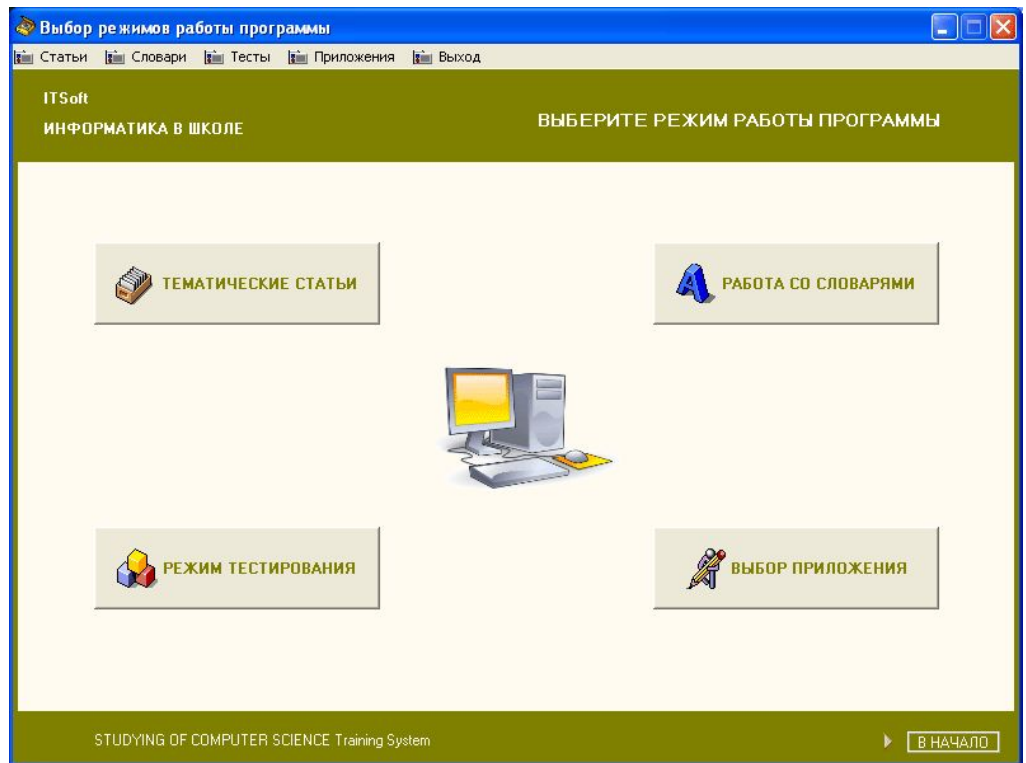 Выбор режимов работы программы
Статьи Словари Тесты Приложения Выход
ITSoft
ИНФОРМАТИКА В ШКОЛЕ
ВЫБЕРИТЕ РЕЖИМ РАБОТЫ ПРОГРАММЫ
ТЕМАТИЧЕСКИЕ СТАТЬИ
РАБОТА СО СЛОВАРЯМИ
РЕЖИМ ТЕСТИРОВАНИЯ
ВЫБОР ПРИЛОЖЕНИЯ
STUDYING OF COMPUTER SCIENCE Training System
В НАЧАЛО